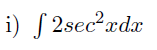 i) ∫ 2sec²xdx